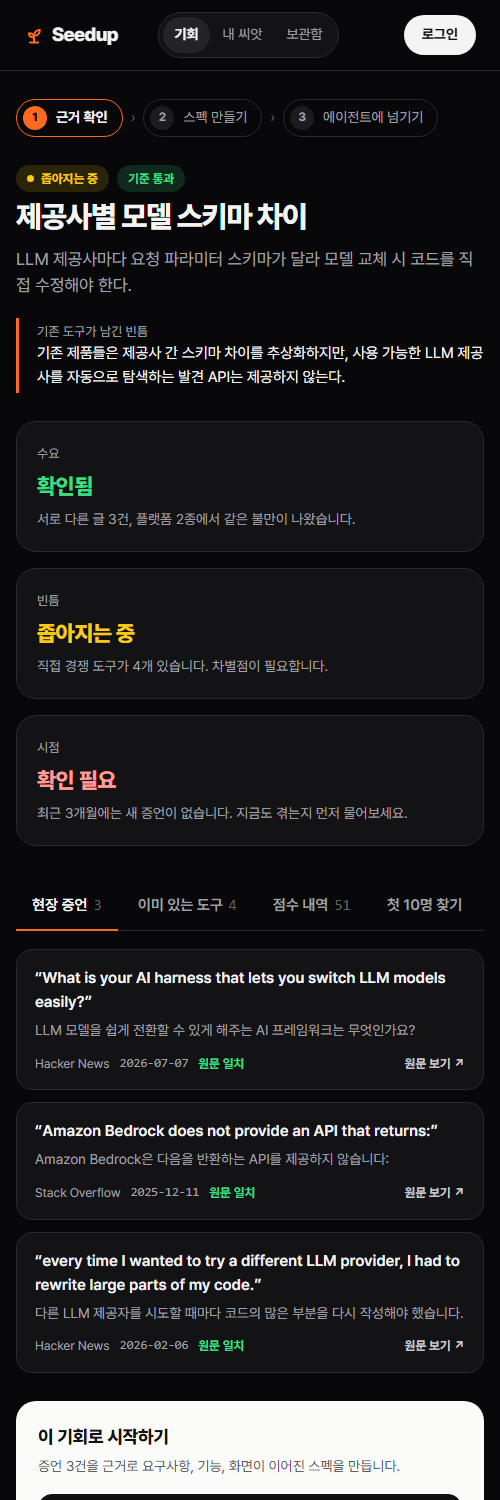 Seedup
기회
내 씨앗
보관함
로그인
1 근거 확인
›
2 스펙 만들기
›
3 에이전트에 넘기기
좁아지는 중
기준 통과
제공사별 모델 스키마 차이
LLM 제공사마다 요청 파라미터 스키마가 달라 모델 교체 시 코드를 직
접 수정해야 한다.
기존 도구가 남긴 빈틈
기존 제품들은 제공사 간 스키마 차이를 추상화하지만, 사용 가능한 LLM 제공
사를 자동으로 탐색하는 발견 API는 제공하지 않는다.
수요
확인됨
서로 다른 글 3건, 플랫폼 2종에서 같은 불만이 나왔습니다.
빈틈
좁아지는 중
직접 경쟁 도구가 4개 있습니다. 차별점이 필요합니다.
시점
확인 필요
최근 3개월에는 새 증언이 없습니다. 지금도 겪는지 먼저 물어보세요.
현장 증언 3
이미 있는 도구 4
점수 내역 51
첫 10명 찾기
“What is your AI harness that lets you switch LLM models
easily?”
LLM 모델을 쉽게 전환할 수 있게 해주는 AI 프레임워크는 무엇인가요?
Hacker News 2026-07-07 원문 일치 원문 보기 ↗
“Amazon Bedrock does not provide an API that returns:”
Amazon Bedrock은 다음을 반환하는 API를 제공하지 않습니다:
Stack Overflow 2025-12-11 원문 일치 원문 보기 ↗
“every time I wanted to try a different LLM provider, I had to
rewrite large parts of my code.”
다른 LLM 제공자를 시도할 때마다 코드의 많은 부분을 다시 작성해야 했습니다.
Hacker News 2026-02-06 원문 일치 원문 보기 ↗
이 기회로 시작하기
증언 3건을 근거로 요구사항, 기능, 화면이 이어진 스펙을 만듭니다.